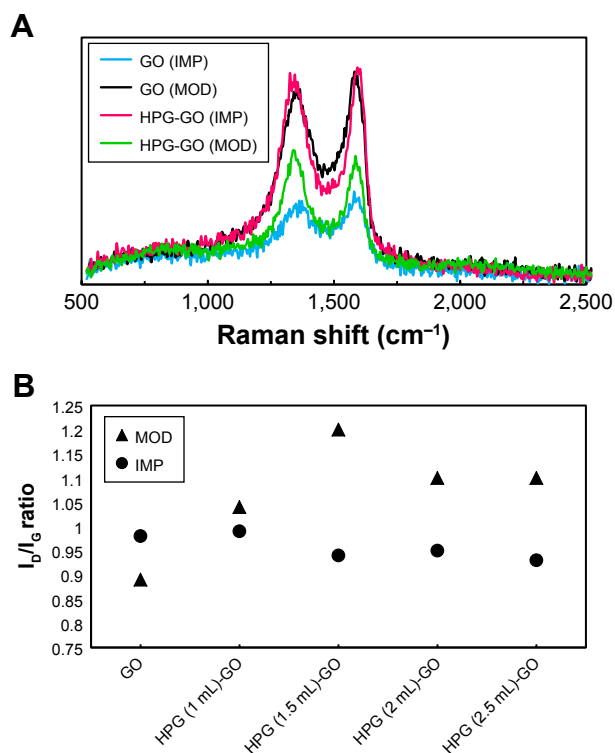 A
GO (IMP)
GO (MOD)
HPG-GO (IMP)
HPG-GO (MOD)
500 1,000 1,500 2,000 2,500
Raman shift (cm⁻¹)
B
1.25
1.2
1.15
1.1
1.05
1
0.95
0.9
0.85
0.8
0.75
I_D/I_G ratio
MOD
IMP
GO
HPG (1 mL)-GO
HPG (1.5 mL)-GO
HPG (2 mL)-GO
HPG (2.5 mL)-GO